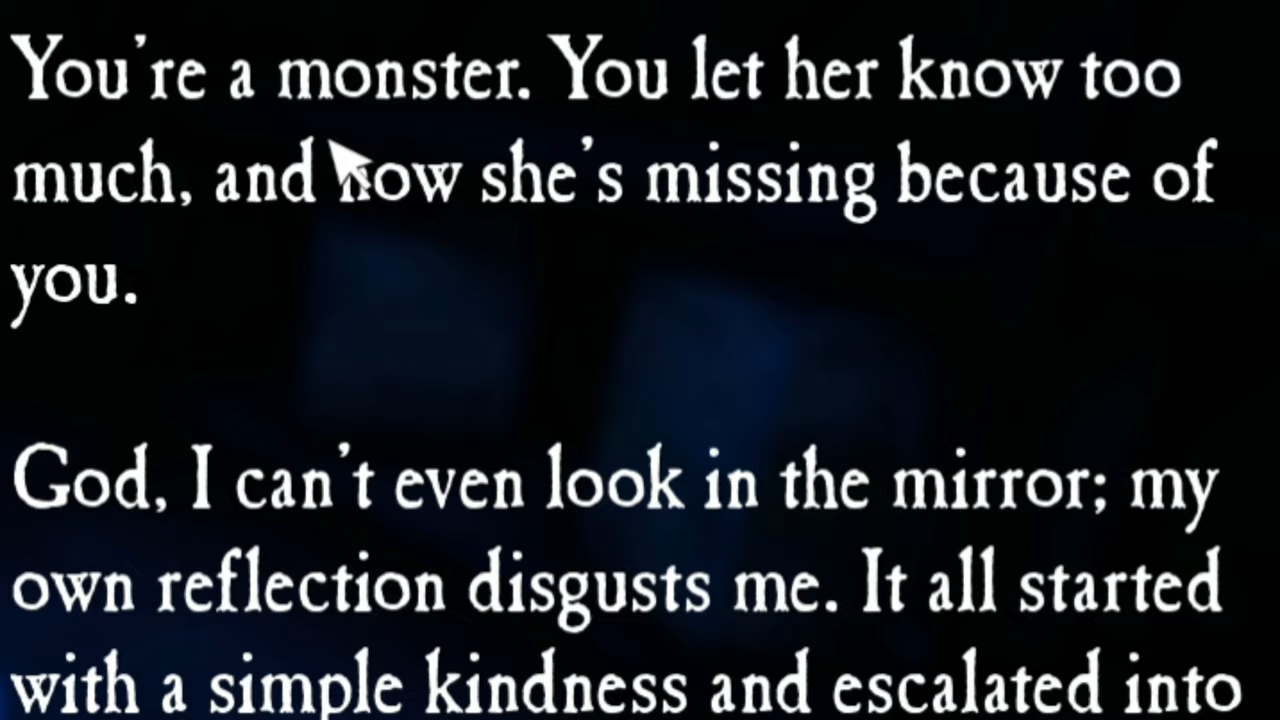 You're a monster. You let her know too
much, and now she's missing because of
you.
God, I can't even look in the mirror; my
own reflection disgusts me. It all started
with a simple kindness and escalated into